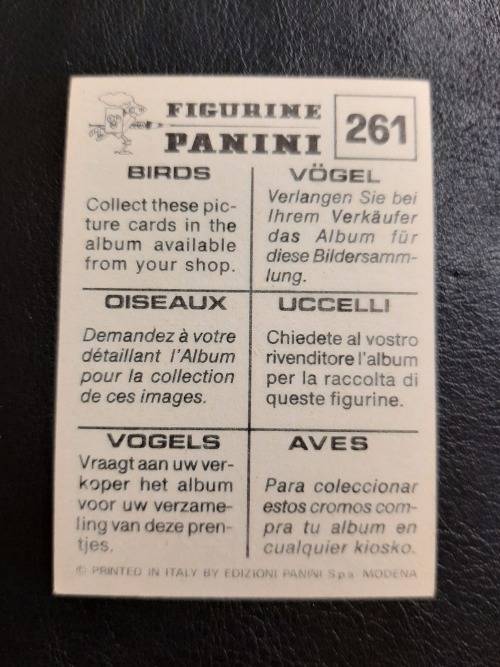 FIGURINE
PANINI
261
BIRDS
Collect these pic-
ture cards in the
album available
from your shop.
VÖGEL
Verlangen Sie bei
Ihrem Verkäufer
das Album für
diese Bildersamm-
lung.
OISEAUX
Demandez à votre
détaillant l'Album
pour la collection
de ces images.
UCCELLI
Chiedete al vostro
rivenditore l'album
per la raccolta di
queste figurine.
VOGELS
Vraagt aan uw ver-
koper het album
voor uw verzame-
ling van deze pren-
tjes.
AVES
Para coleccionar
estos cromos com-
pra tu album en
cualquier kiosko.
© PRINTED IN ITALY BY EDIZIONI PANINI S.p.a. MODENA